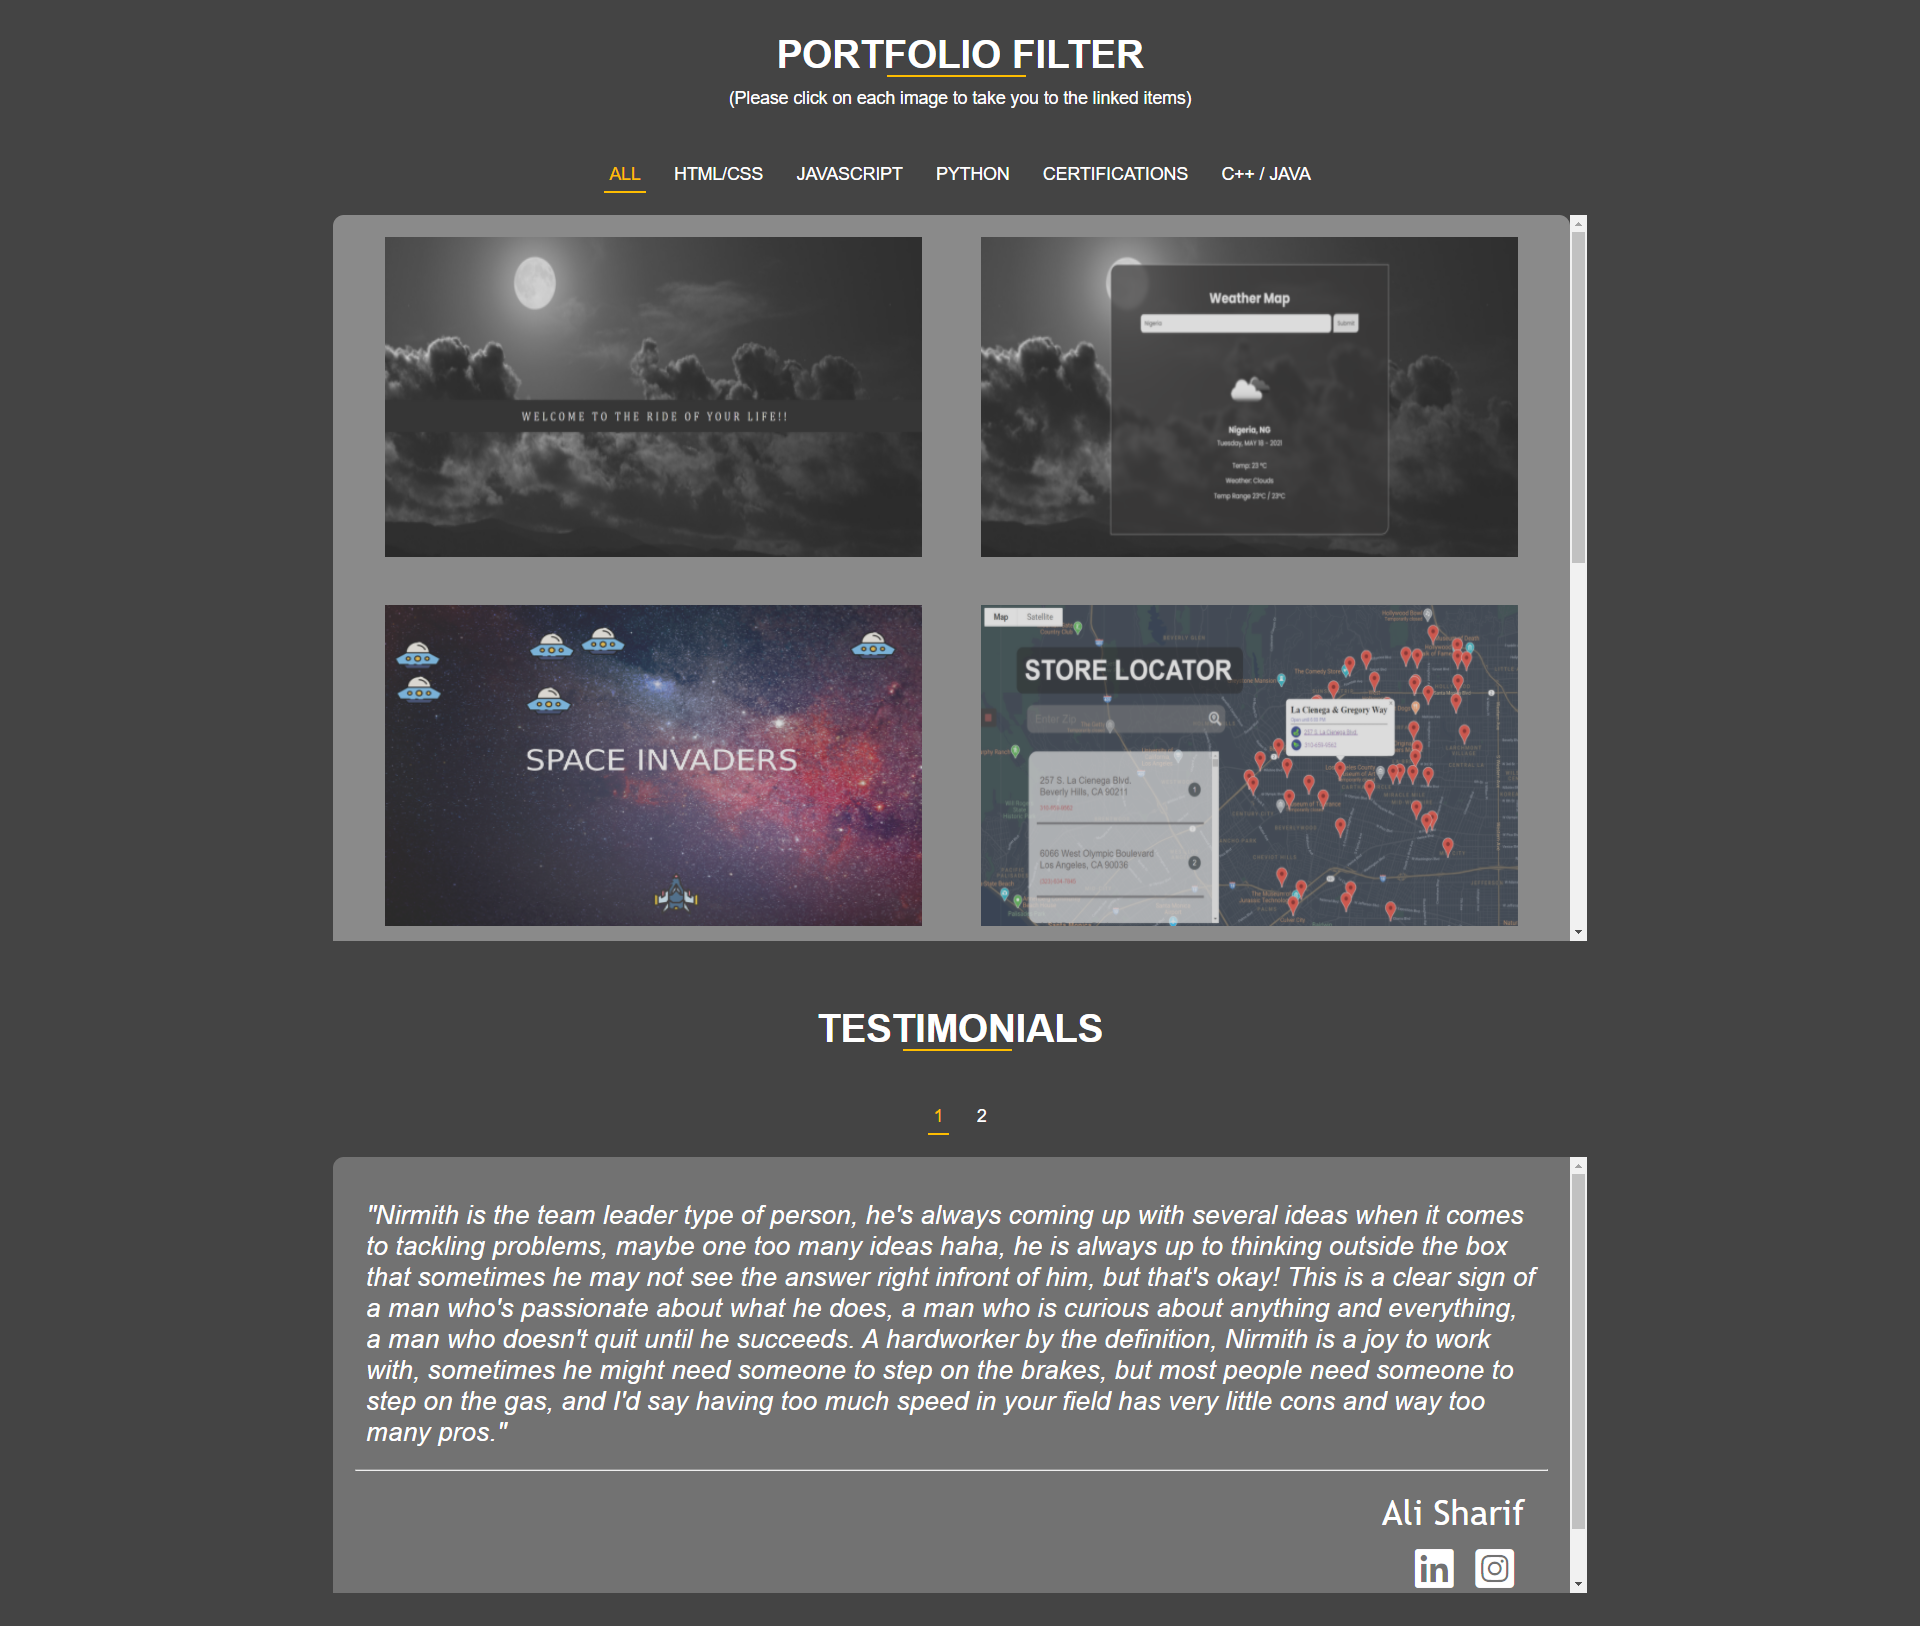 PORTFOLIO FILTER
(Please click on each image to take you to the linked items)
ALL HTML/CSS JAVASCRIPT PYTHON CERTIFICATIONS C++ / JAVA
WELCOME TO THE RIDE OF YOUR LIFE!!
Weather Map
Nigeria Submit
Nigeria, NG
Tuesday, MAY 18 - 2021
Temp: 23 °C
Weather: Clouds
Temp Range 23°C / 23°C
SPACE INVADERS
Map Satellite
STORE LOCATOR
Enter Zip
La Cienega & Gregory Way
257 S. La Cienega Blvd.
257 S. La Cienega Blvd.
Beverly Hills, CA 90211
1
6066 West Olympic Boulevard
Los Angeles, CA 90036
2
TESTIMONIALS
1 2
"Nirmith is the team leader type of person, he's always coming up with several ideas when it comes
to tackling problems, maybe one too many ideas haha, he is always up to thinking outside the box
that sometimes he may not see the answer right infront of him, but that's okay! This is a clear sign of
a man who's passionate about what he does, a man who is curious about anything and everything,
a man who doesn't quit until he succeeds. A hardworker by the definition, Nirmith is a joy to work
with, sometimes he might need someone to step on the brakes, but most people need someone to
step on the gas, and I'd say having too much speed in your field has very little cons and way too
many pros."
Ali Sharif
in